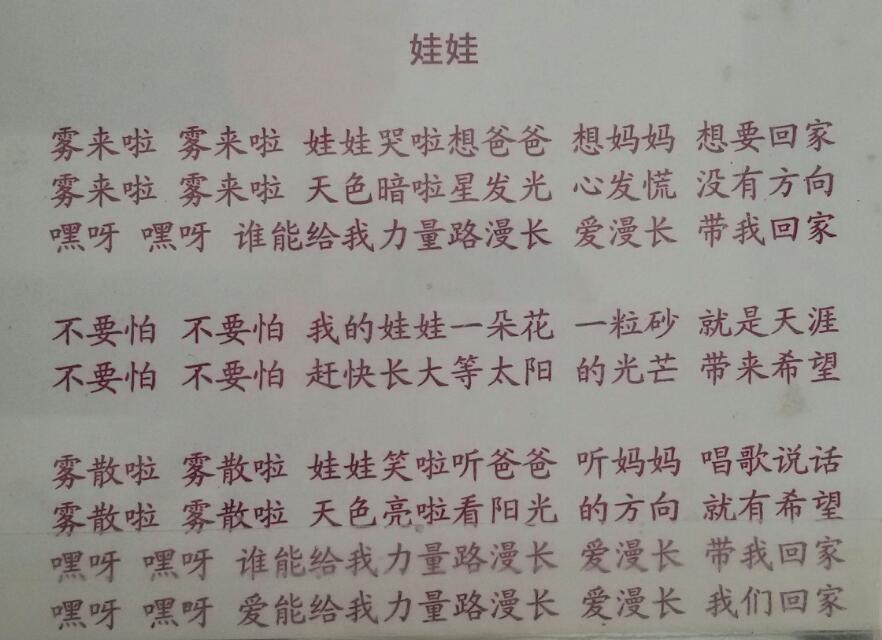 娃娃
雾来啦 雾来啦 娃娃哭啦想爸爸 想妈妈 想要回家
雾来啦 雾来啦 天色暗啦星发光 心发慌 没有方向
嘿呀 嘿呀 谁能给我力量路漫长 爱漫长 带我回家
不要怕 不要怕 我的娃娃一朵花 一粒砂 就是天涯
不要怕 不要怕 赶快长大等太阳 的光芒 带来希望
雾散啦 雾散啦 娃娃笑啦听爸爸 听妈妈 唱歌说话
雾散啦 雾散啦 天色亮啦看阳光 的方向 就有希望
嘿呀 嘿呀 谁能给我力量路漫长 爱漫长 带我回家
嘿呀 嘿呀 爱能给我力量路漫长 爱漫长 我们回家